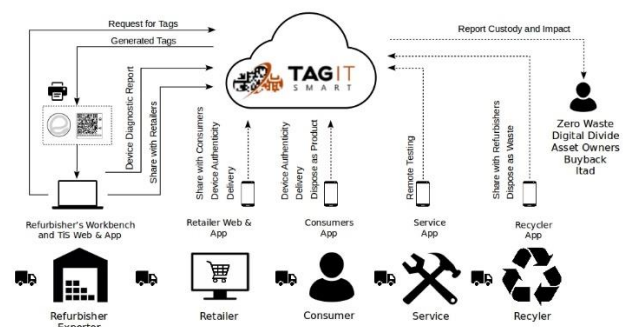 Request for Tags
Generated Tags
Report Custody and Impact
TAGIT
SMART
Device Diagnostic Report
Share with Retailers
Share with Consumers
Device Authenticity
Delivery
Device Authenticity
Delivery
Dispose as Product
Remote Testing
Share with Refurbishers
Dispose as Waste
Zero Waste
Digital Divide
Asset Owners
Buyback
Itad
Refurbisher's Workbench
and TiS Web & App
Retailer Web &
App
Consumers
App
Service
App
Recycler
App
Refurbisher
Exporter
Retailer
Consumer
Service
Recyler